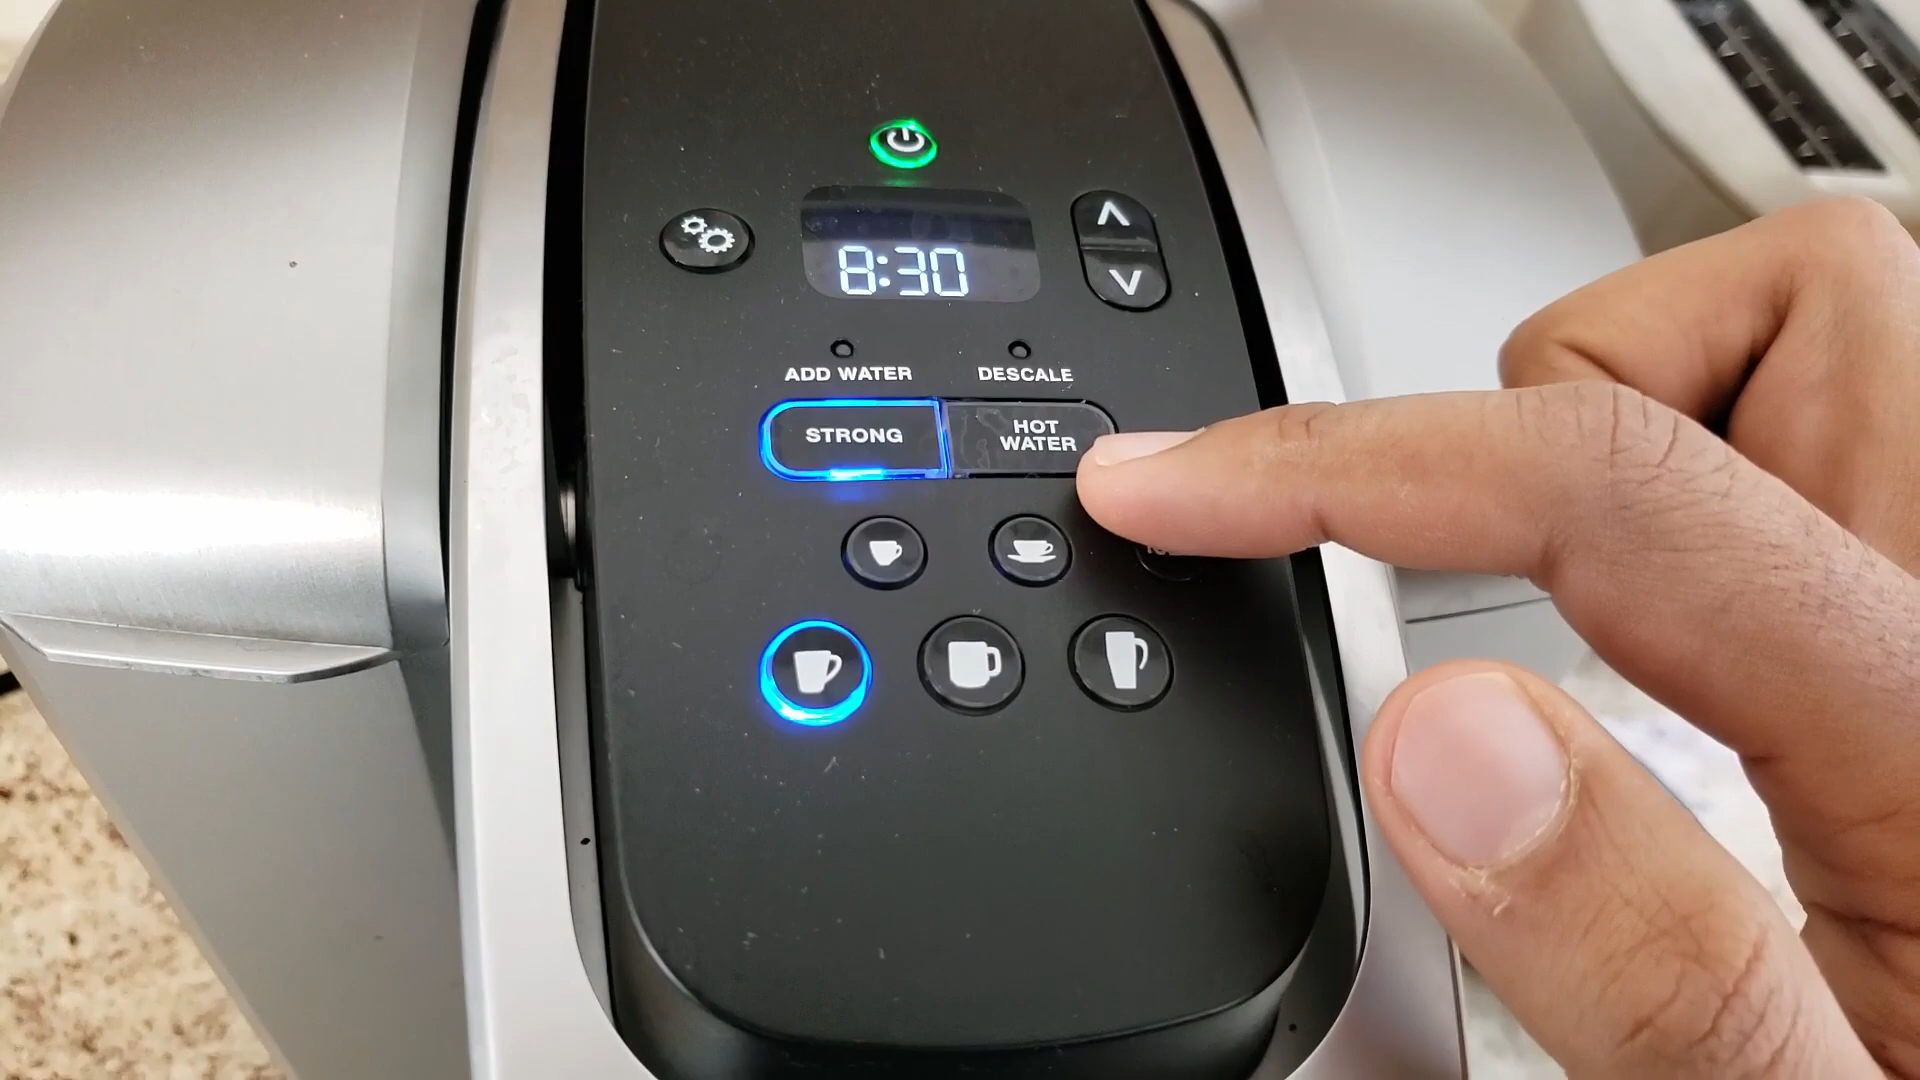 8:30
ADD WATER
DESCALE
STRONG
HOT
WATER